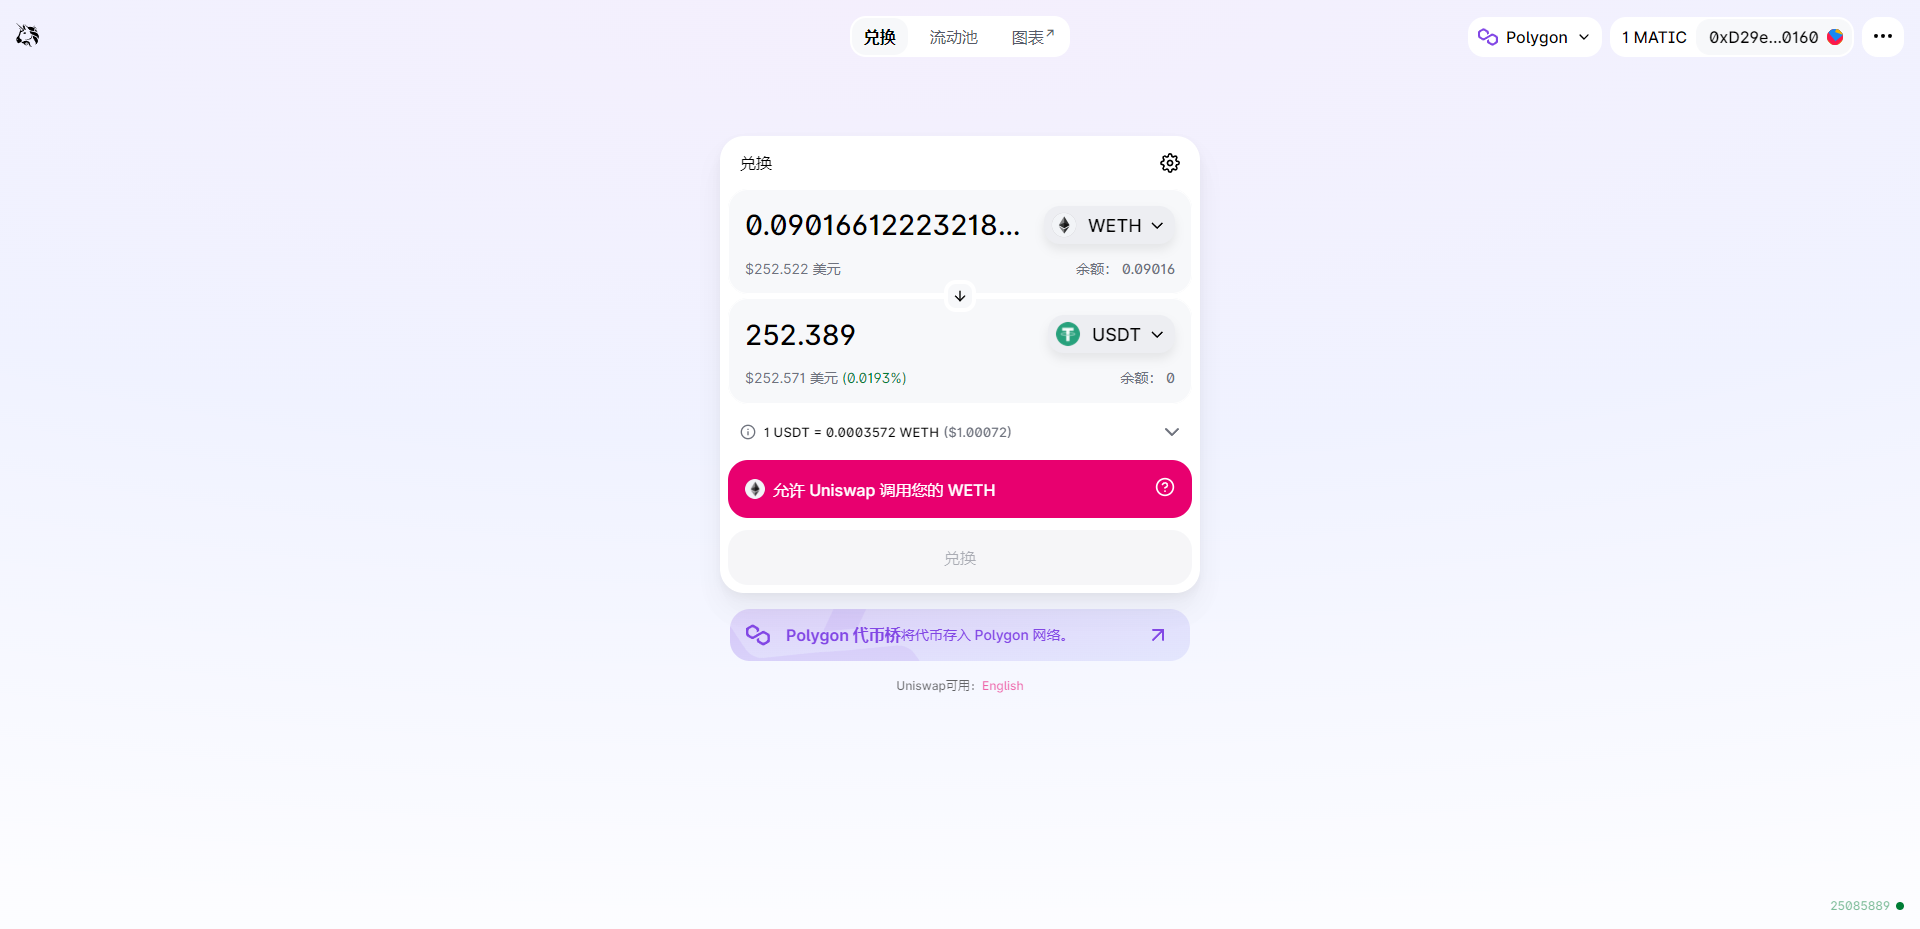 兑换 流动池 图表↗ Polygon 1 MATIC 0xD29e...0160
兑换
0.09016612223218... WETH
$252.522 美元 余额： 0.09016
252.389 USDT
$252.571 美元 (0.0193%) 余额： 0
1 USDT = 0.0003572 WETH ($1.00072)
允许 Uniswap 调用您的 WETH
兑换
Polygon 代币桥将代币存入 Polygon 网络。
Uniswap可用： English
25085889